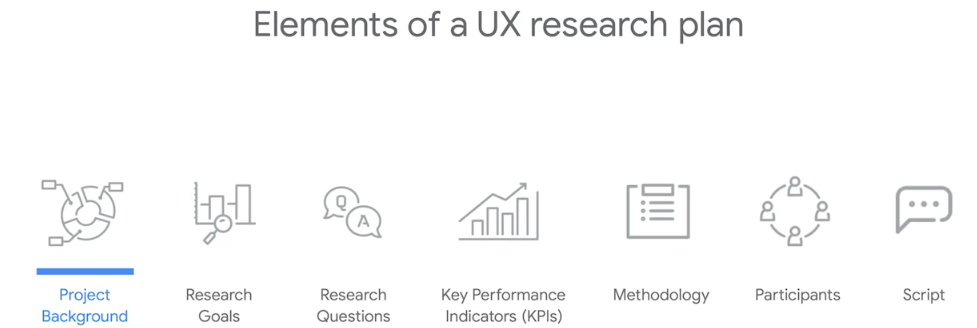 Elements of a UX research plan
Q
A
Project
Background
Research
Goals
Research
Questions
Key Performance
Indicators (KPIs)
Methodology
Participants
Script